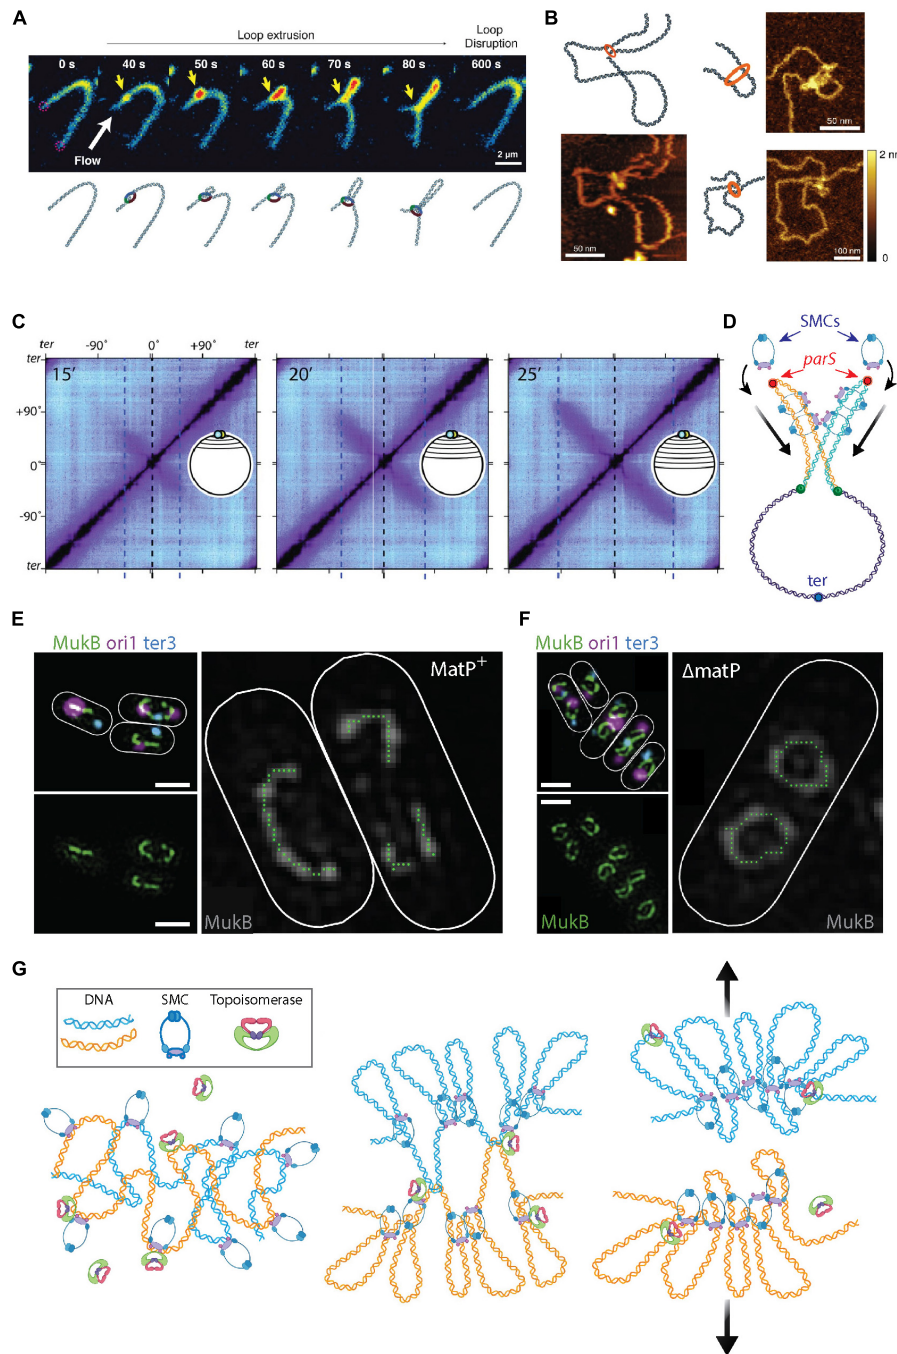 A
Loop extrusion
Loop
Disruption
0 s
40 s
50 s
60 s
70 s
80 s
600 s
Flow
2 µm
B
50 nm
50 nm
100 nm
2 nm
0
C
ter
-90°
0°
+90°
ter
ter
+90°
0°
-90°
ter
15′
20′
25′
D
SMCs
parS
ter
E
MukB ori1 ter3
MatP+
MukB
F
MukB ori1 ter3
ΔmatP
MukB
MukB
G
DNA
SMC
Topoisomerase